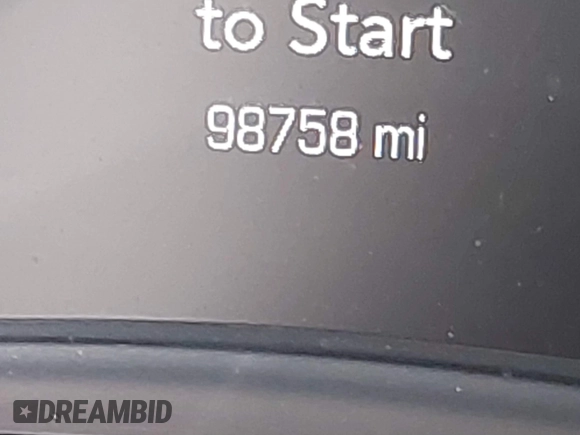 to Start
98758 mi
DREAMBID